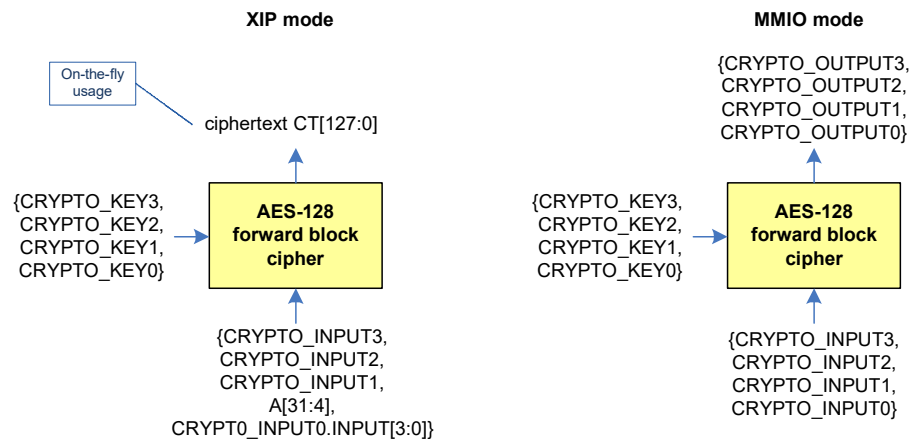 XIP mode
On-the-fly
usage
ciphertext CT[127:0]
{CRYPTO_KEY3,
CRYPTO_KEY2,
CRYPTO_KEY1,
CRYPTO_KEY0}
AES-128
forward block
cipher
{CRYPTO_INPUT3,
CRYPTO_INPUT2,
CRYPTO_INPUT1,
A[31:4],
CRYPT0_INPUT0.INPUT[3:0]}
MMIO mode
{CRYPTO_OUTPUT3,
CRYPTO_OUTPUT2,
CRYPTO_OUTPUT1,
CRYPTO_OUTPUT0}
{CRYPTO_KEY3,
CRYPTO_KEY2,
CRYPTO_KEY1,
CRYPTO_KEY0}
AES-128
forward block
cipher
{CRYPTO_INPUT3,
CRYPTO_INPUT2,
CRYPTO_INPUT1,
CRYPTO_INPUT0}